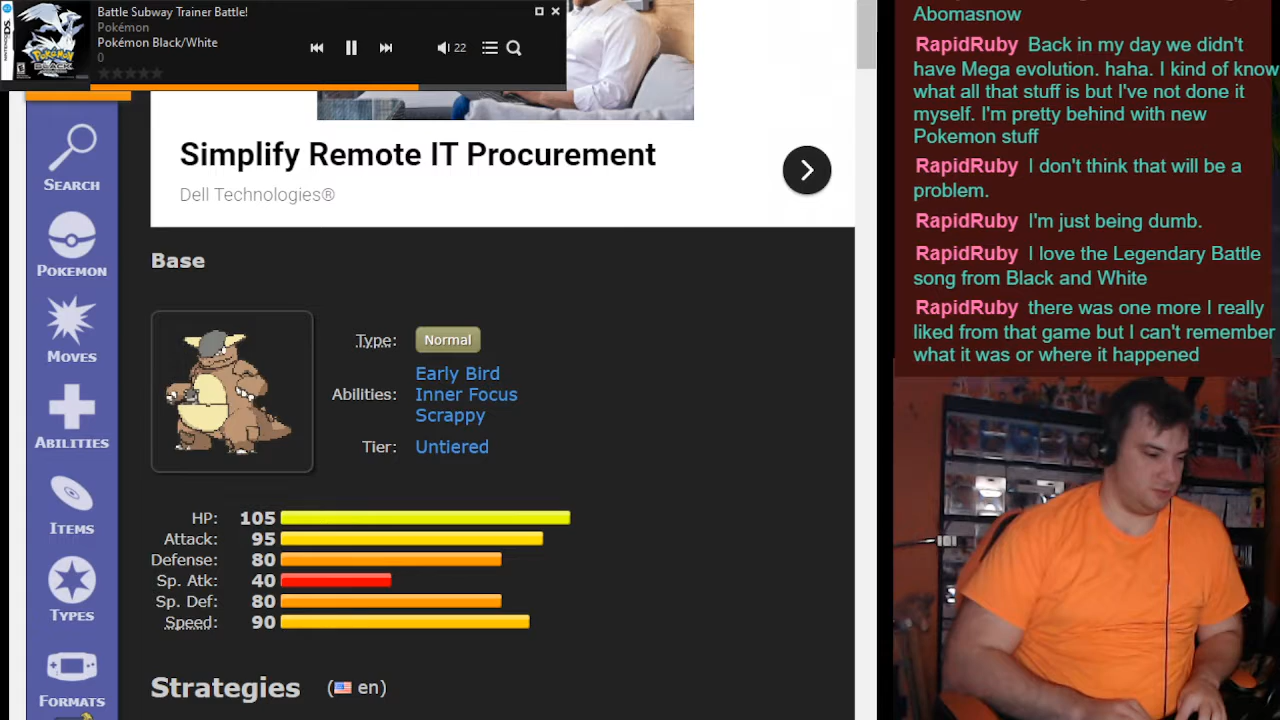 Battle Subway Trainer Battle!
Pokémon
Pokémon Black/White
0
22
Simplify Remote IT Procurement
Dell Technologies®
SEARCH
POKEMON
MOVES
ABILITIES
ITEMS
TYPES
FORMATS
Base
Type: Normal
Abilities: Early Bird
Inner Focus
Scrappy
Tier: Untiered
HP: 105
Attack: 95
Defense: 80
Sp. Atk: 40
Sp. Def: 80
Speed: 90
Strategies (en)
Abomasnow
RapidRuby Back in my day we didn't
have Mega evolution. haha. I kind of know
what all that stuff is but I've not done it
myself. I'm pretty behind with new
Pokemon stuff
RapidRuby I don't think that will be a
problem.
RapidRuby I'm just being dumb.
RapidRuby I love the Legendary Battle
song from Black and White
RapidRuby there was one more I really
liked from that game but I can't remember
what it was or where it happened